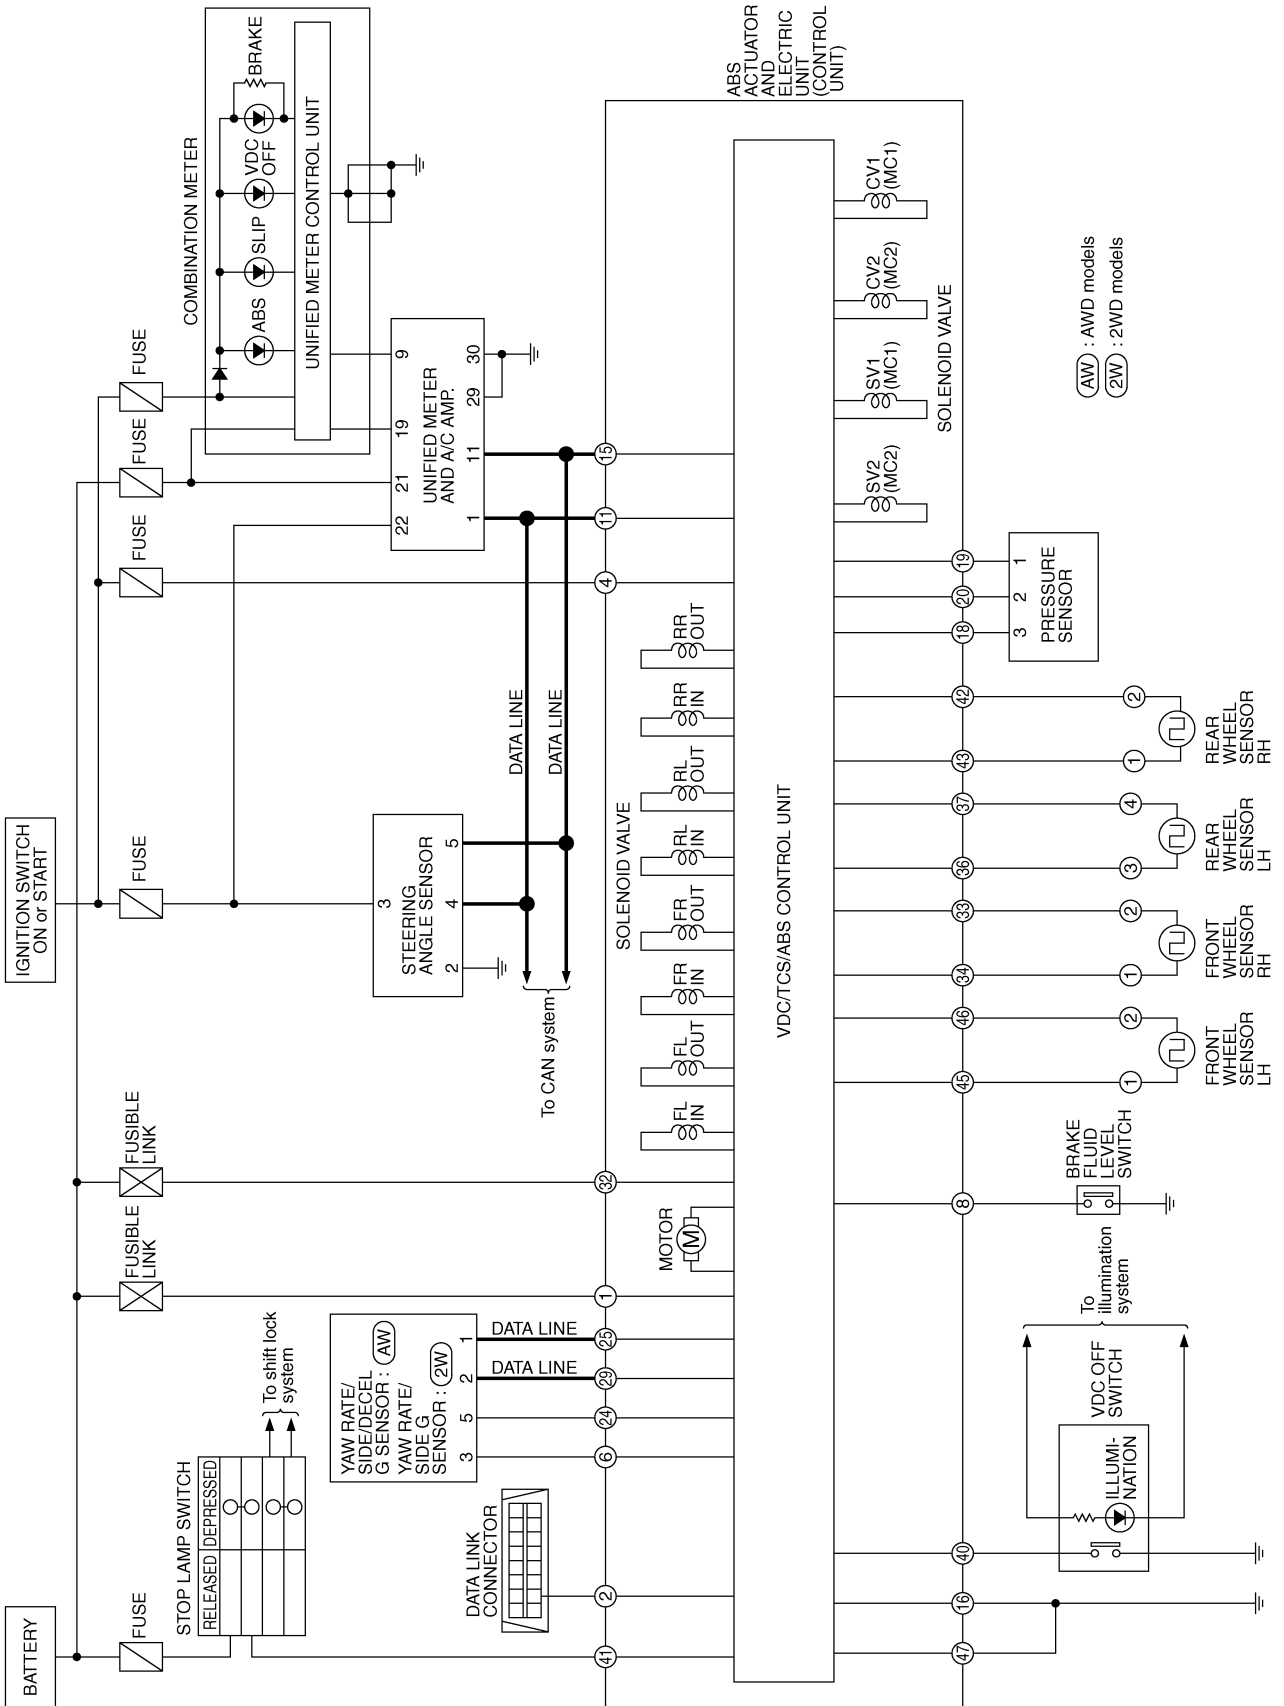 BATTERY
IGNITION SWITCH
ON or START
FUSE
STOP LAMP SWITCH
RELEASED
DEPRESSED
To shift lock
system
FUSIBLE
LINK
FUSIBLE
LINK
FUSE
FUSE
FUSE
FUSE
COMBINATION METER
ABS
SLIP
VDC
OFF
BRAKE
UNIFIED METER CONTROL UNIT
DATA LINK
CONNECTOR
YAW RATE/
SIDE/DECEL
G SENSOR : AW
YAW RATE/
SIDE G
SENSOR : 2W
3
5
2
1
DATA LINE
DATA LINE
STEERING
ANGLE SENSOR
3
2
4
5
To CAN system
DATA LINE
DATA LINE
UNIFIED METER
AND A/C AMP.
22
21
19
9
1
11
29
30
ABS
ACTUATOR
AND
ELECTRIC
UNIT
(CONTROL
UNIT)
41
2
6
24
29
25
1
32
4
11
15
MOTOR
M
SOLENOID VALVE
FL
IN
FL
OUT
FR
IN
FR
OUT
RL
IN
RL
OUT
RR
IN
RR
OUT
VDC/TCS/ABS CONTROL UNIT
SV2
(MC2)
SV1
(MC1)
CV2
(MC2)
CV1
(MC1)
SOLENOID VALVE
47
16
40
8
45
46
34
33
36
37
43
42
18
20
19
VDC OFF
SWITCH
ILLUMI-
NATION
To
illumination
system
BRAKE
FLUID
LEVEL
SWITCH
1
2
FRONT
WHEEL
SENSOR
LH
1
2
FRONT
WHEEL
SENSOR
RH
3
4
REAR
WHEEL
SENSOR
LH
1
2
REAR
WHEEL
SENSOR
RH
3
2
1
PRESSURE
SENSOR
AW : AWD models
2W : 2WD models